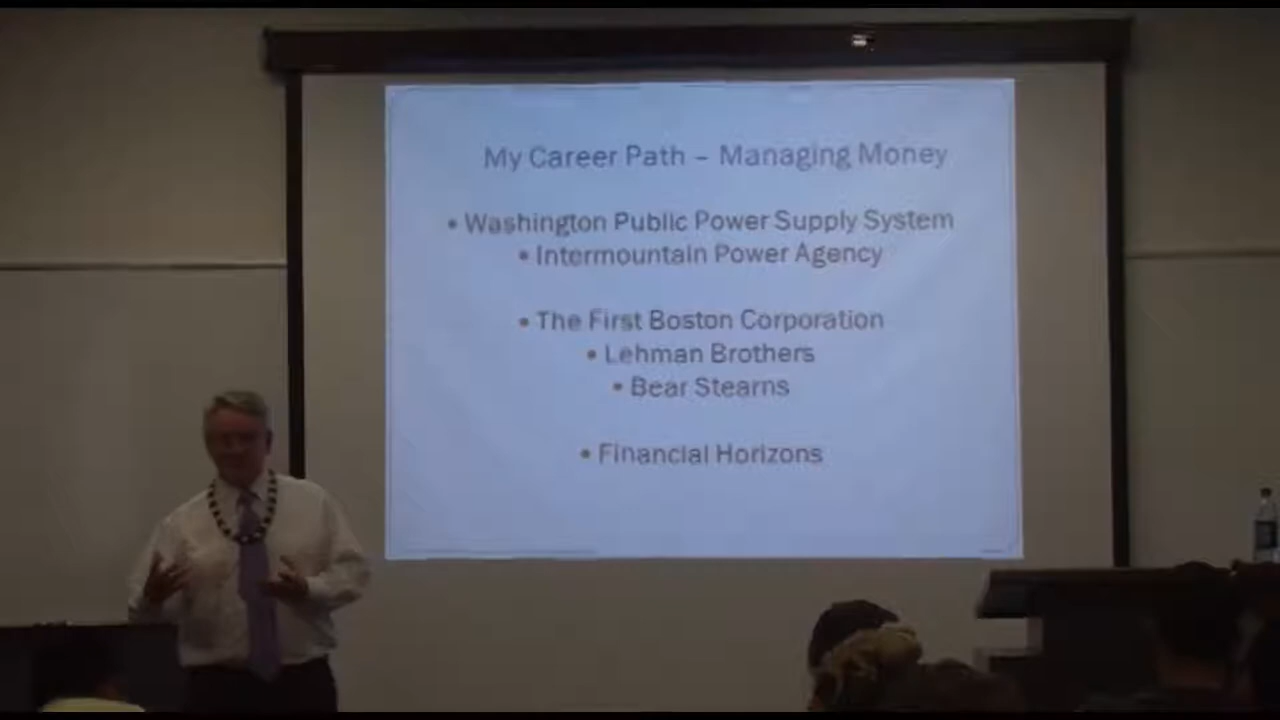 My Career Path – Managing Money
• Washington Public Power Supply System
• Intermountain Power Agency
• The First Boston Corporation
• Lehman Brothers
• Bear Stearns
• Financial Horizons